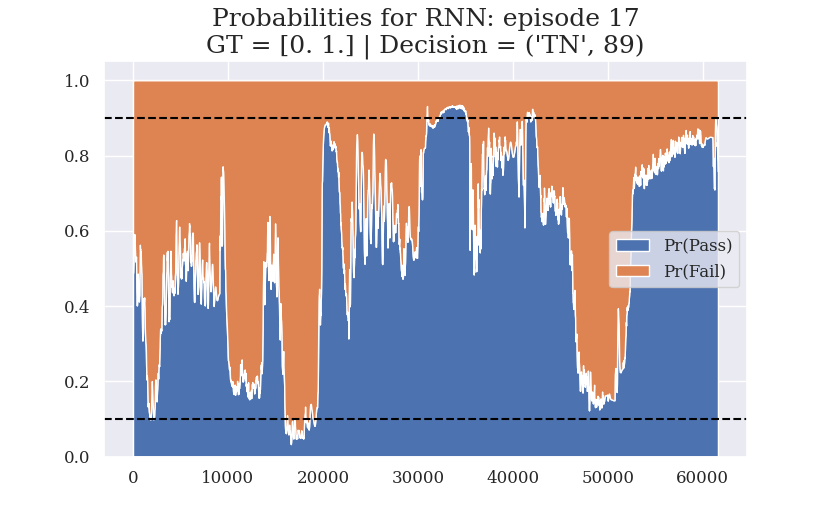 Probabilities for RNN: episode 17
GT = [0. 1.] | Decision = ('TN', 89)
1.0
0.8
0.6
0.4
0.2
0.0
Pr(Pass)
Pr(Fail)
0 10000 20000 30000 40000 50000 60000